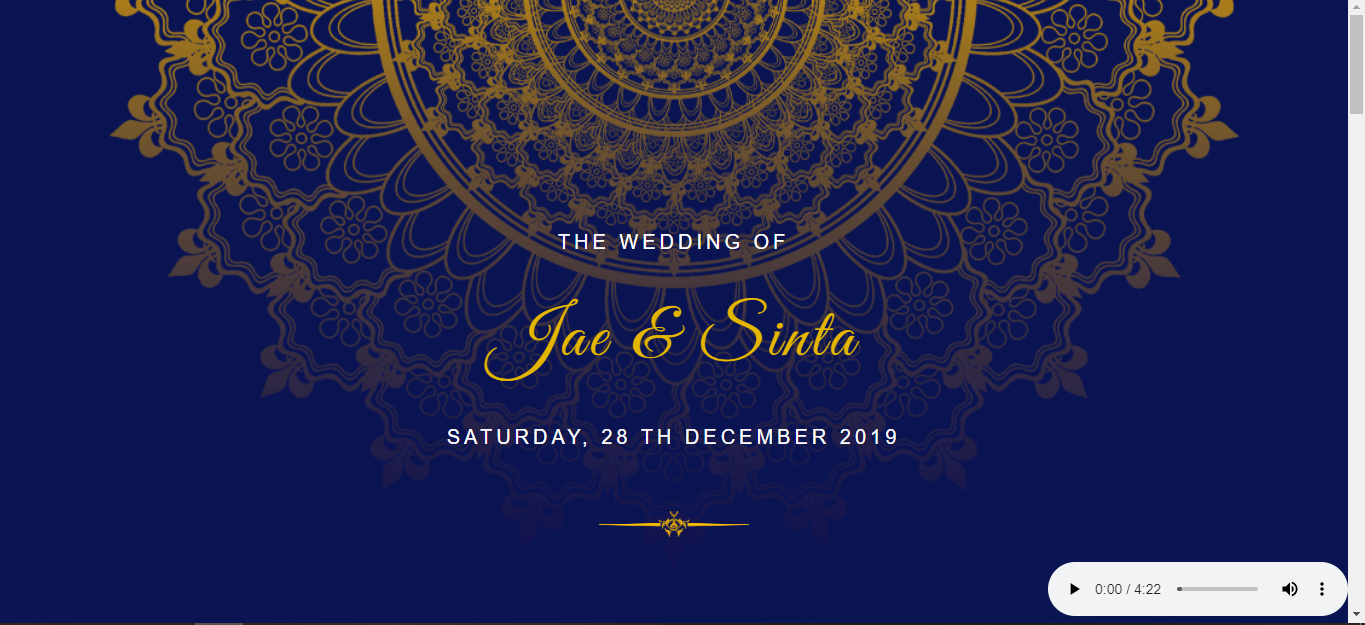 THE WEDDING OF
Jae & Sinta
SATURDAY, 28 TH DECEMBER 2019
0:00 / 4:22